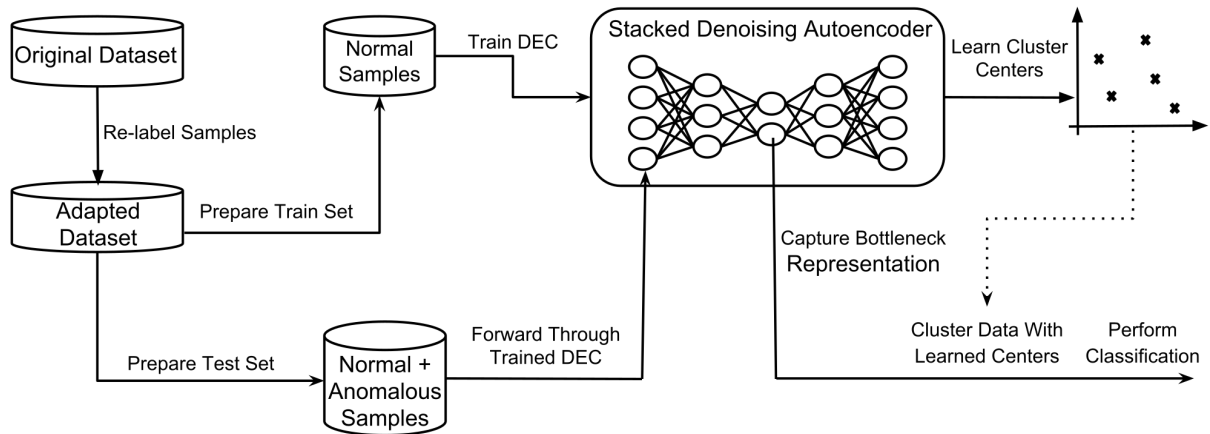 Original Dataset
Re-label Samples
Adapted
Dataset
Prepare Train Set
Normal
Samples
Train DEC
Stacked Denoising Autoencoder
Learn Cluster
Centers
Capture Bottleneck
Representation
Prepare Test Set
Normal +
Anomalous
Samples
Forward Through
Trained DEC
Cluster Data With
Learned Centers
Perform
Classification